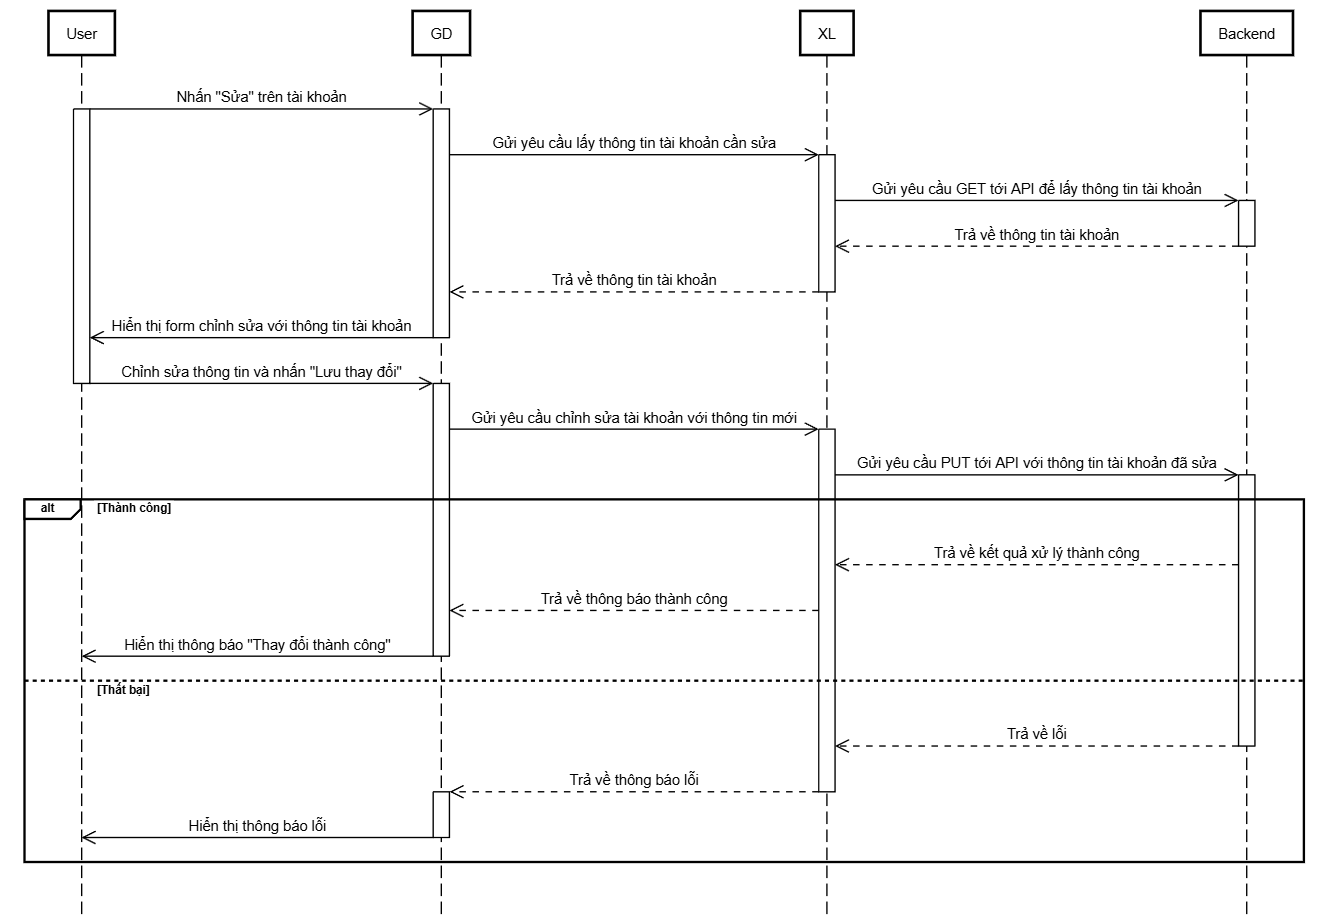 User
GD
XL
Backend
Nhấn "Sửa" trên tài khoản
Gửi yêu cầu lấy thông tin tài khoản cần sửa
Gửi yêu cầu GET tới API để lấy thông tin tài khoản
Trả về thông tin tài khoản
Trả về thông tin tài khoản
Hiển thị form chỉnh sửa với thông tin tài khoản
Chỉnh sửa thông tin và nhấn "Lưu thay đổi"
Gửi yêu cầu chỉnh sửa tài khoản với thông tin mới
Gửi yêu cầu PUT tới API với thông tin tài khoản đã sửa
alt
[Thành công]
Trả về kết quả xử lý thành công
Trả về thông báo thành công
Hiển thị thông báo "Thay đổi thành công"
[Thất bại]
Trả về lỗi
Trả về thông báo lỗi
Hiển thị thông báo lỗi